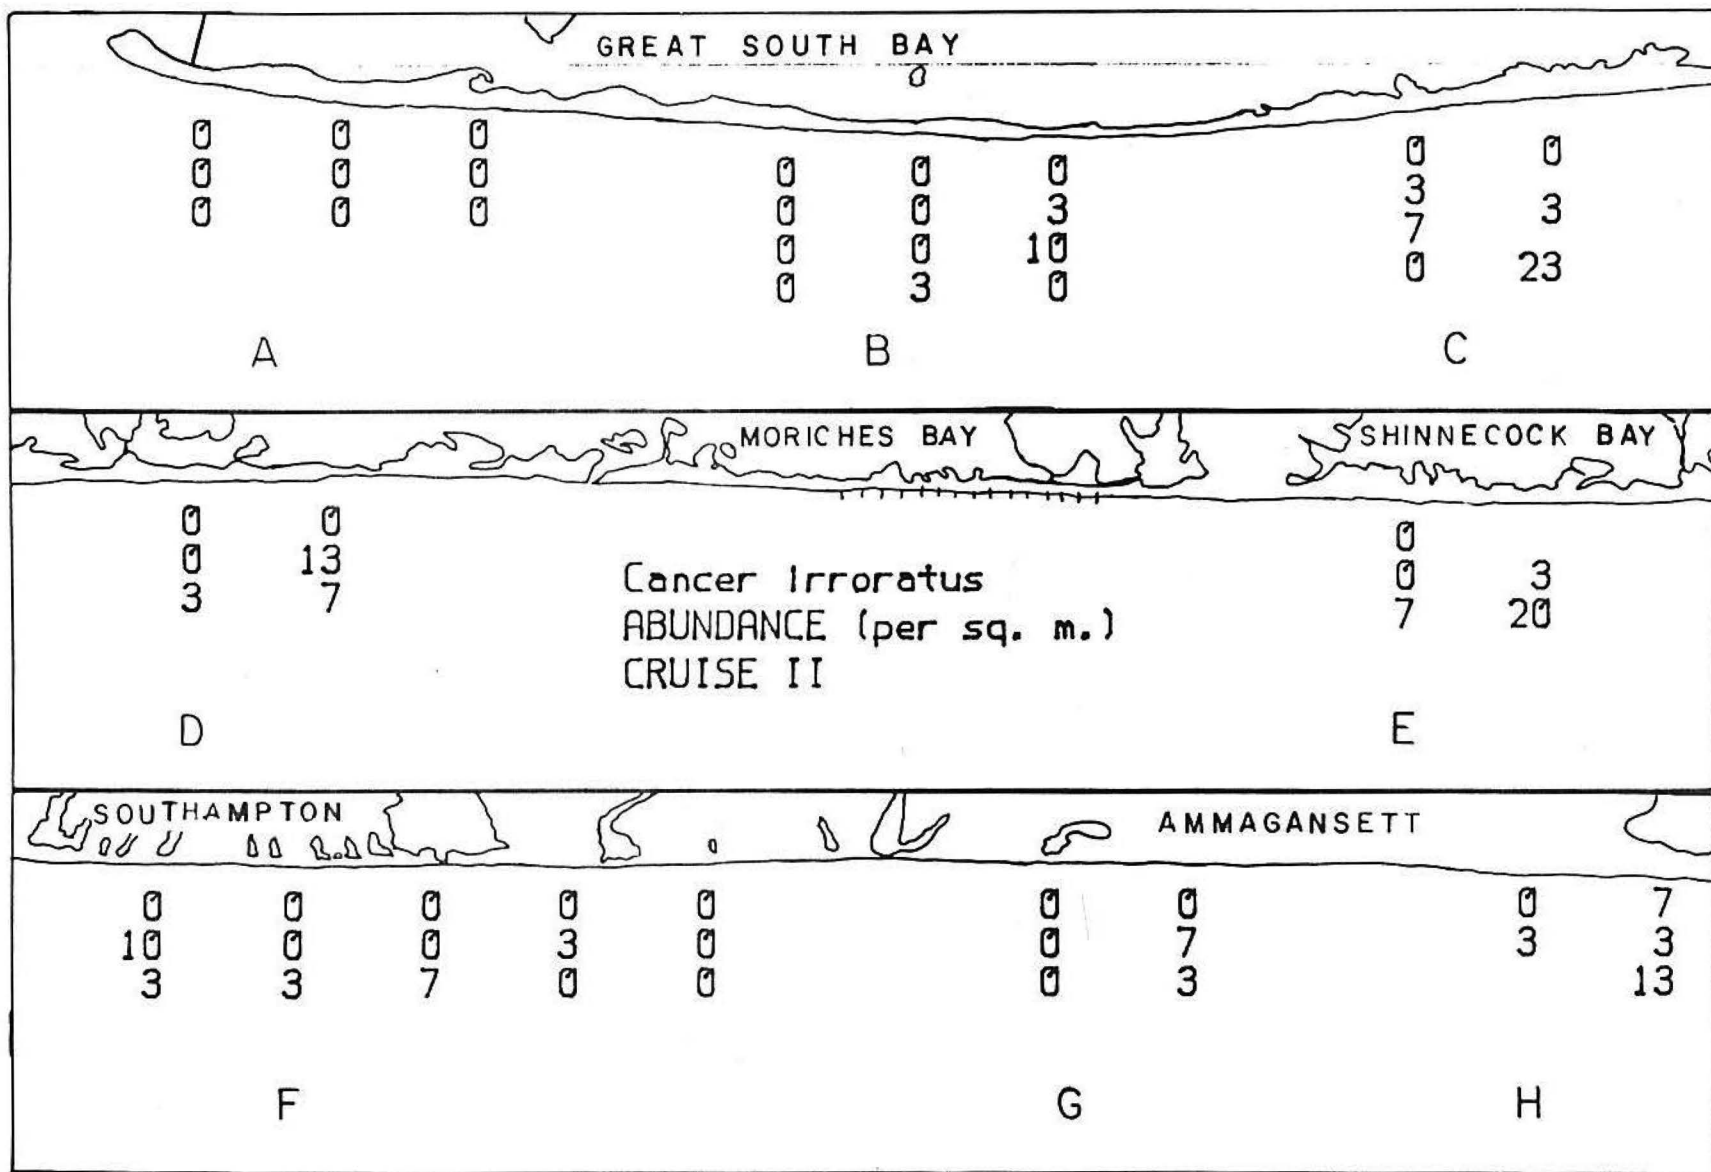 GREAT SOUTH BAY
0 0 0
0 0 0
0 0 0
0 0 0
0 0 3
0 0 10
0 3 0
0 0
3
3
7
0 23
A B C
MORICHES BAY
SHINNECOCK BAY
0 0
0 13
3 7
Cancer Irroratus
ABUNDANCE (per sq. m.)
CRUISE II
0
0 3
7 20
D E
SOUTHAMPTON
AMMAGANSETT
0 0 0 0 0 0 0 0 7
10 0 0 3 0 0 7 3 3
3 3 7 0 0 0 3 13
F G H